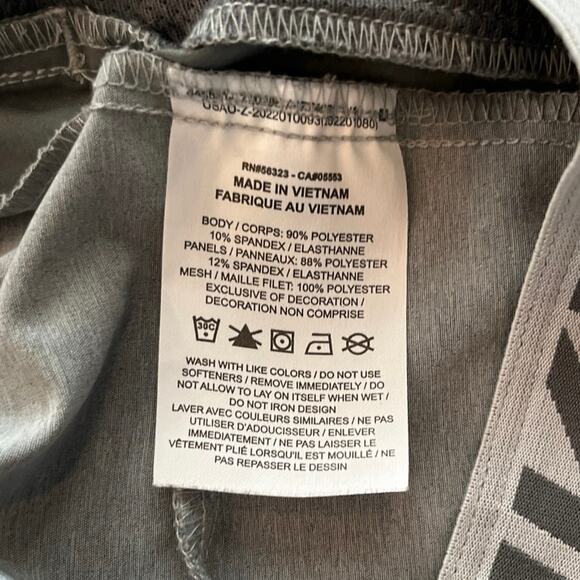 USAO-Z-2022010093(02201080)
RN#56323 - CA#05553
MADE IN VIETNAM
FABRIQUE AU VIETNAM
BODY / CORPS: 90% POLYESTER
10% SPANDEX / ELASTHANNE
PANELS / PANNEAUX: 88% POLYESTER
12% SPANDEX / ELASTHANNE
MESH / MAILLE FILET: 100% POLYESTER
EXCLUSIVE OF DECORATION /
DECORATION NON COMPRISE
30C
WASH WITH LIKE COLORS / DO NOT USE
SOFTENERS / REMOVE IMMEDIATELY / DO
NOT ALLOW TO LAY ON ITSELF WHEN WET /
DO NOT IRON DESIGN
LAVER AVEC COULEURS SIMILAIRES / NE PAS
UTILISER D'ADOUCISSEUR / ENLEVER
IMMEDIATEMENT / NE PAS LAISSER LE
VÊTEMENT PLIÉ LORSQU'IL EST MOUILLÉ / NE
PAS REPASSER LE DESSIN